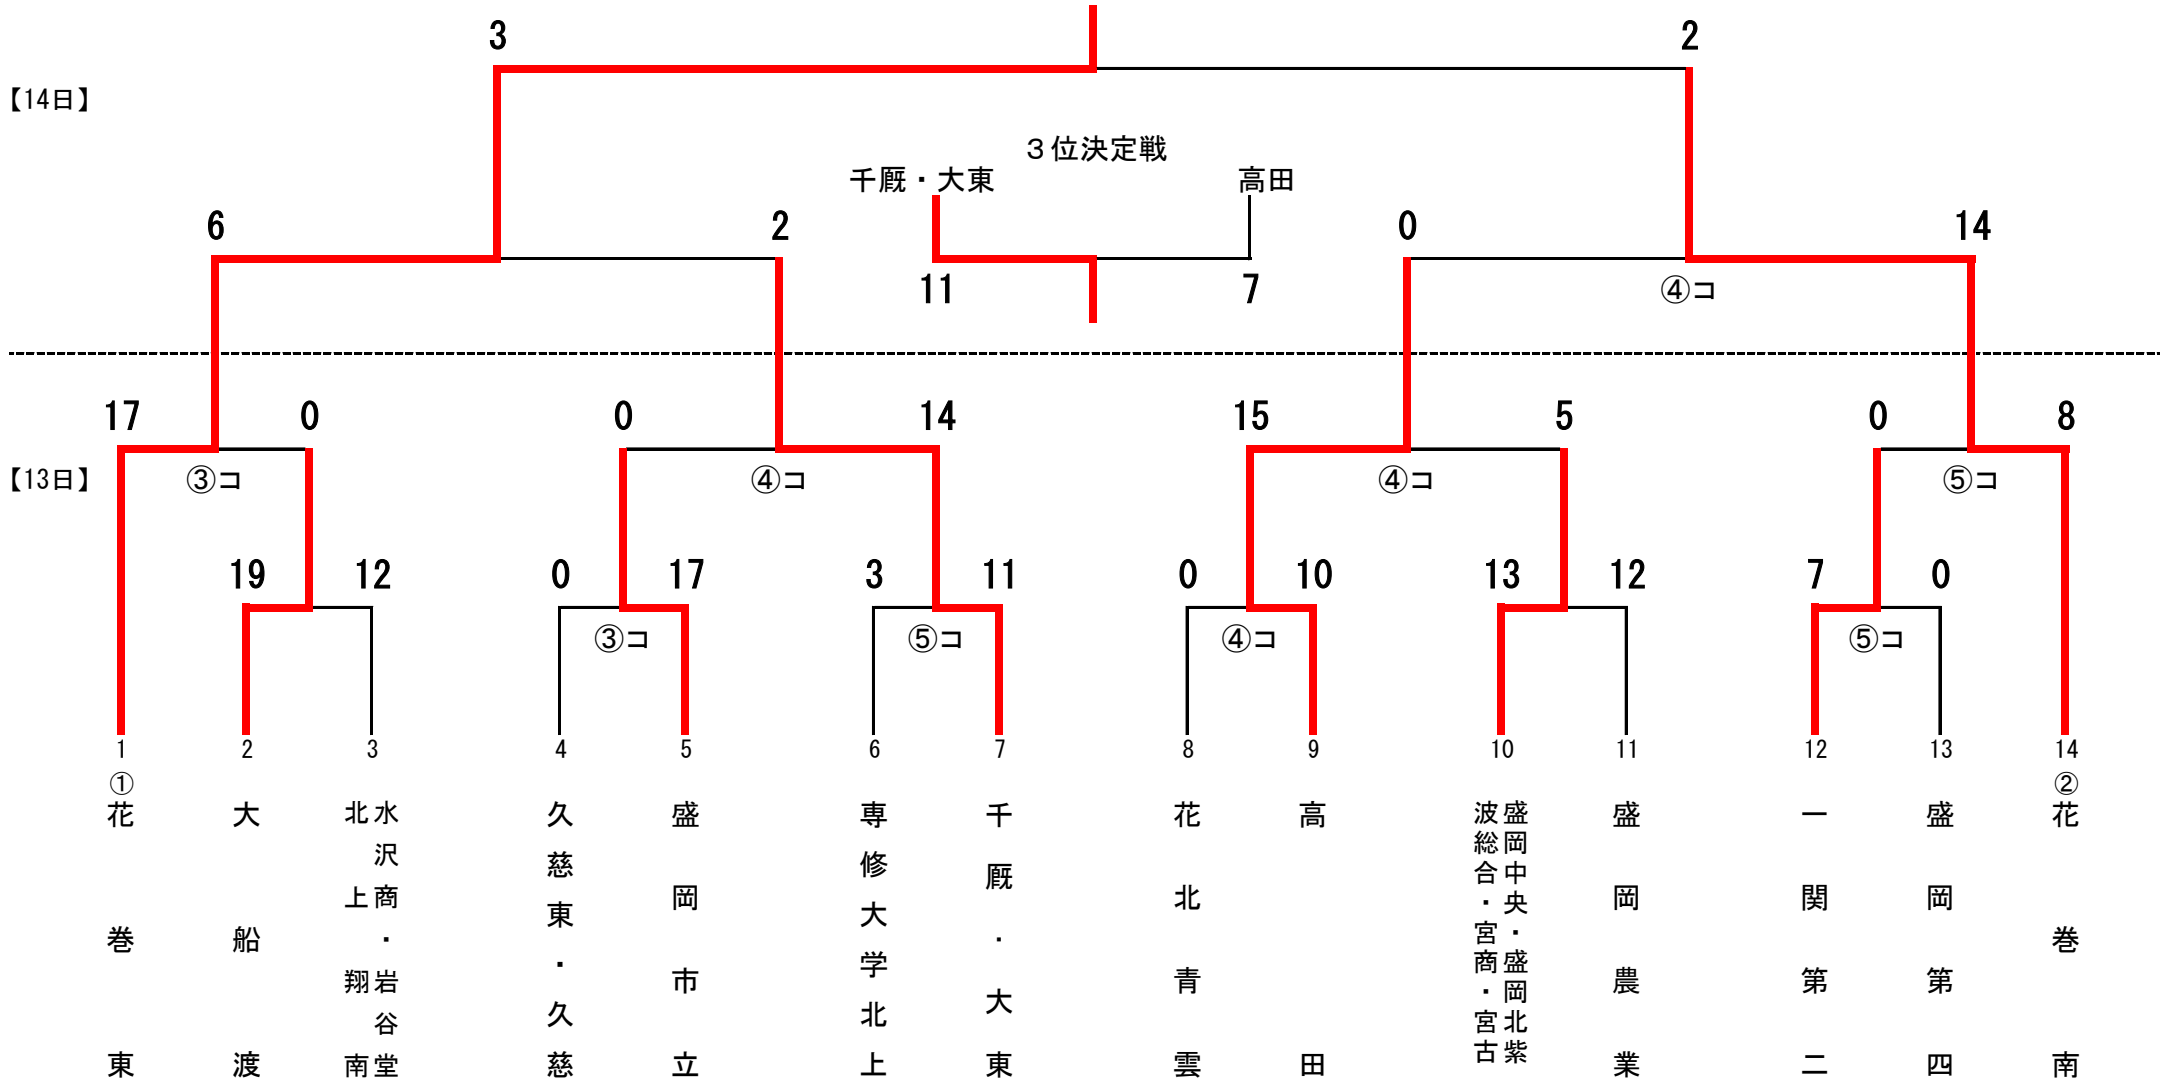 3 2
【14日】
3位決定戦
千厩・大東 高田
6 2 0 14
11 7 ④コ
17 0 0 14 15 5 0 8
【13日】 ③コ ④コ ④コ ⑤コ
19 12 0 17 3 11 0 10 13 12 7 0
③コ ⑤コ ④コ ⑤コ
1 2 3 4 5 6 7 8 9 10 11 12 13 14
① ②
花巻東
大船渡
水沢商・岩谷堂
北上翔南
久慈東・久慈
盛岡市立
専修大学北上
千厩・大東
花北青雲
高田
盛岡中央・盛岡北紫
波総合・宮商・宮古
盛岡農業
一関第二
盛岡第四
花巻南